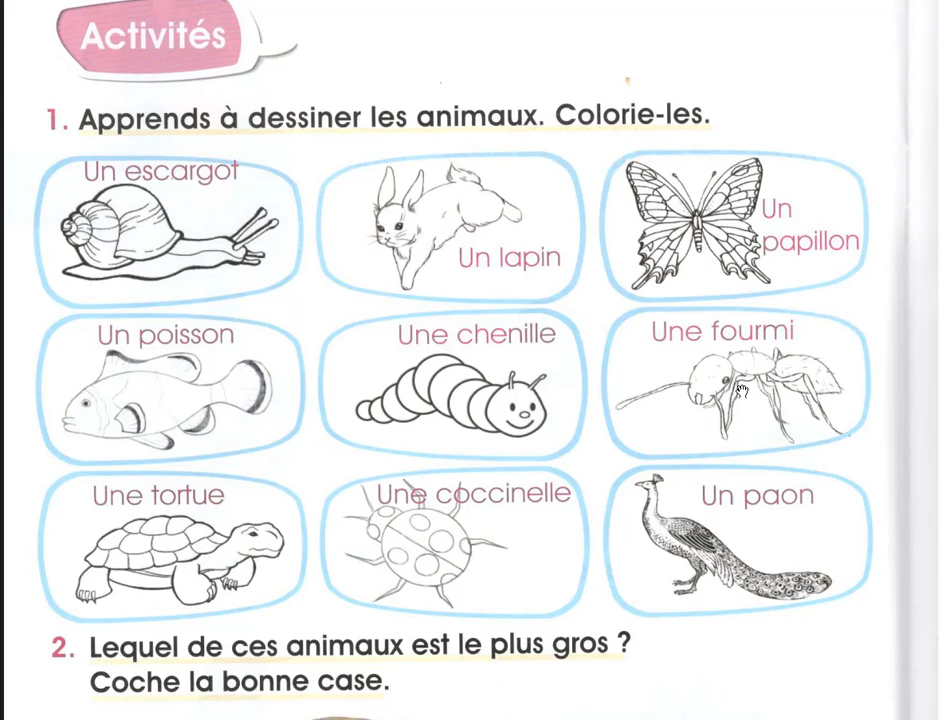 Activités
1. Apprends à dessiner les animaux. Colorie-les.
Un escargot
Un lapin
Un
papillon
Un poisson
Une chenille
Une fourmi
Une tortue
Une coccinelle
Un paon
2. Lequel de ces animaux est le plus gros ?
Coche la bonne case.